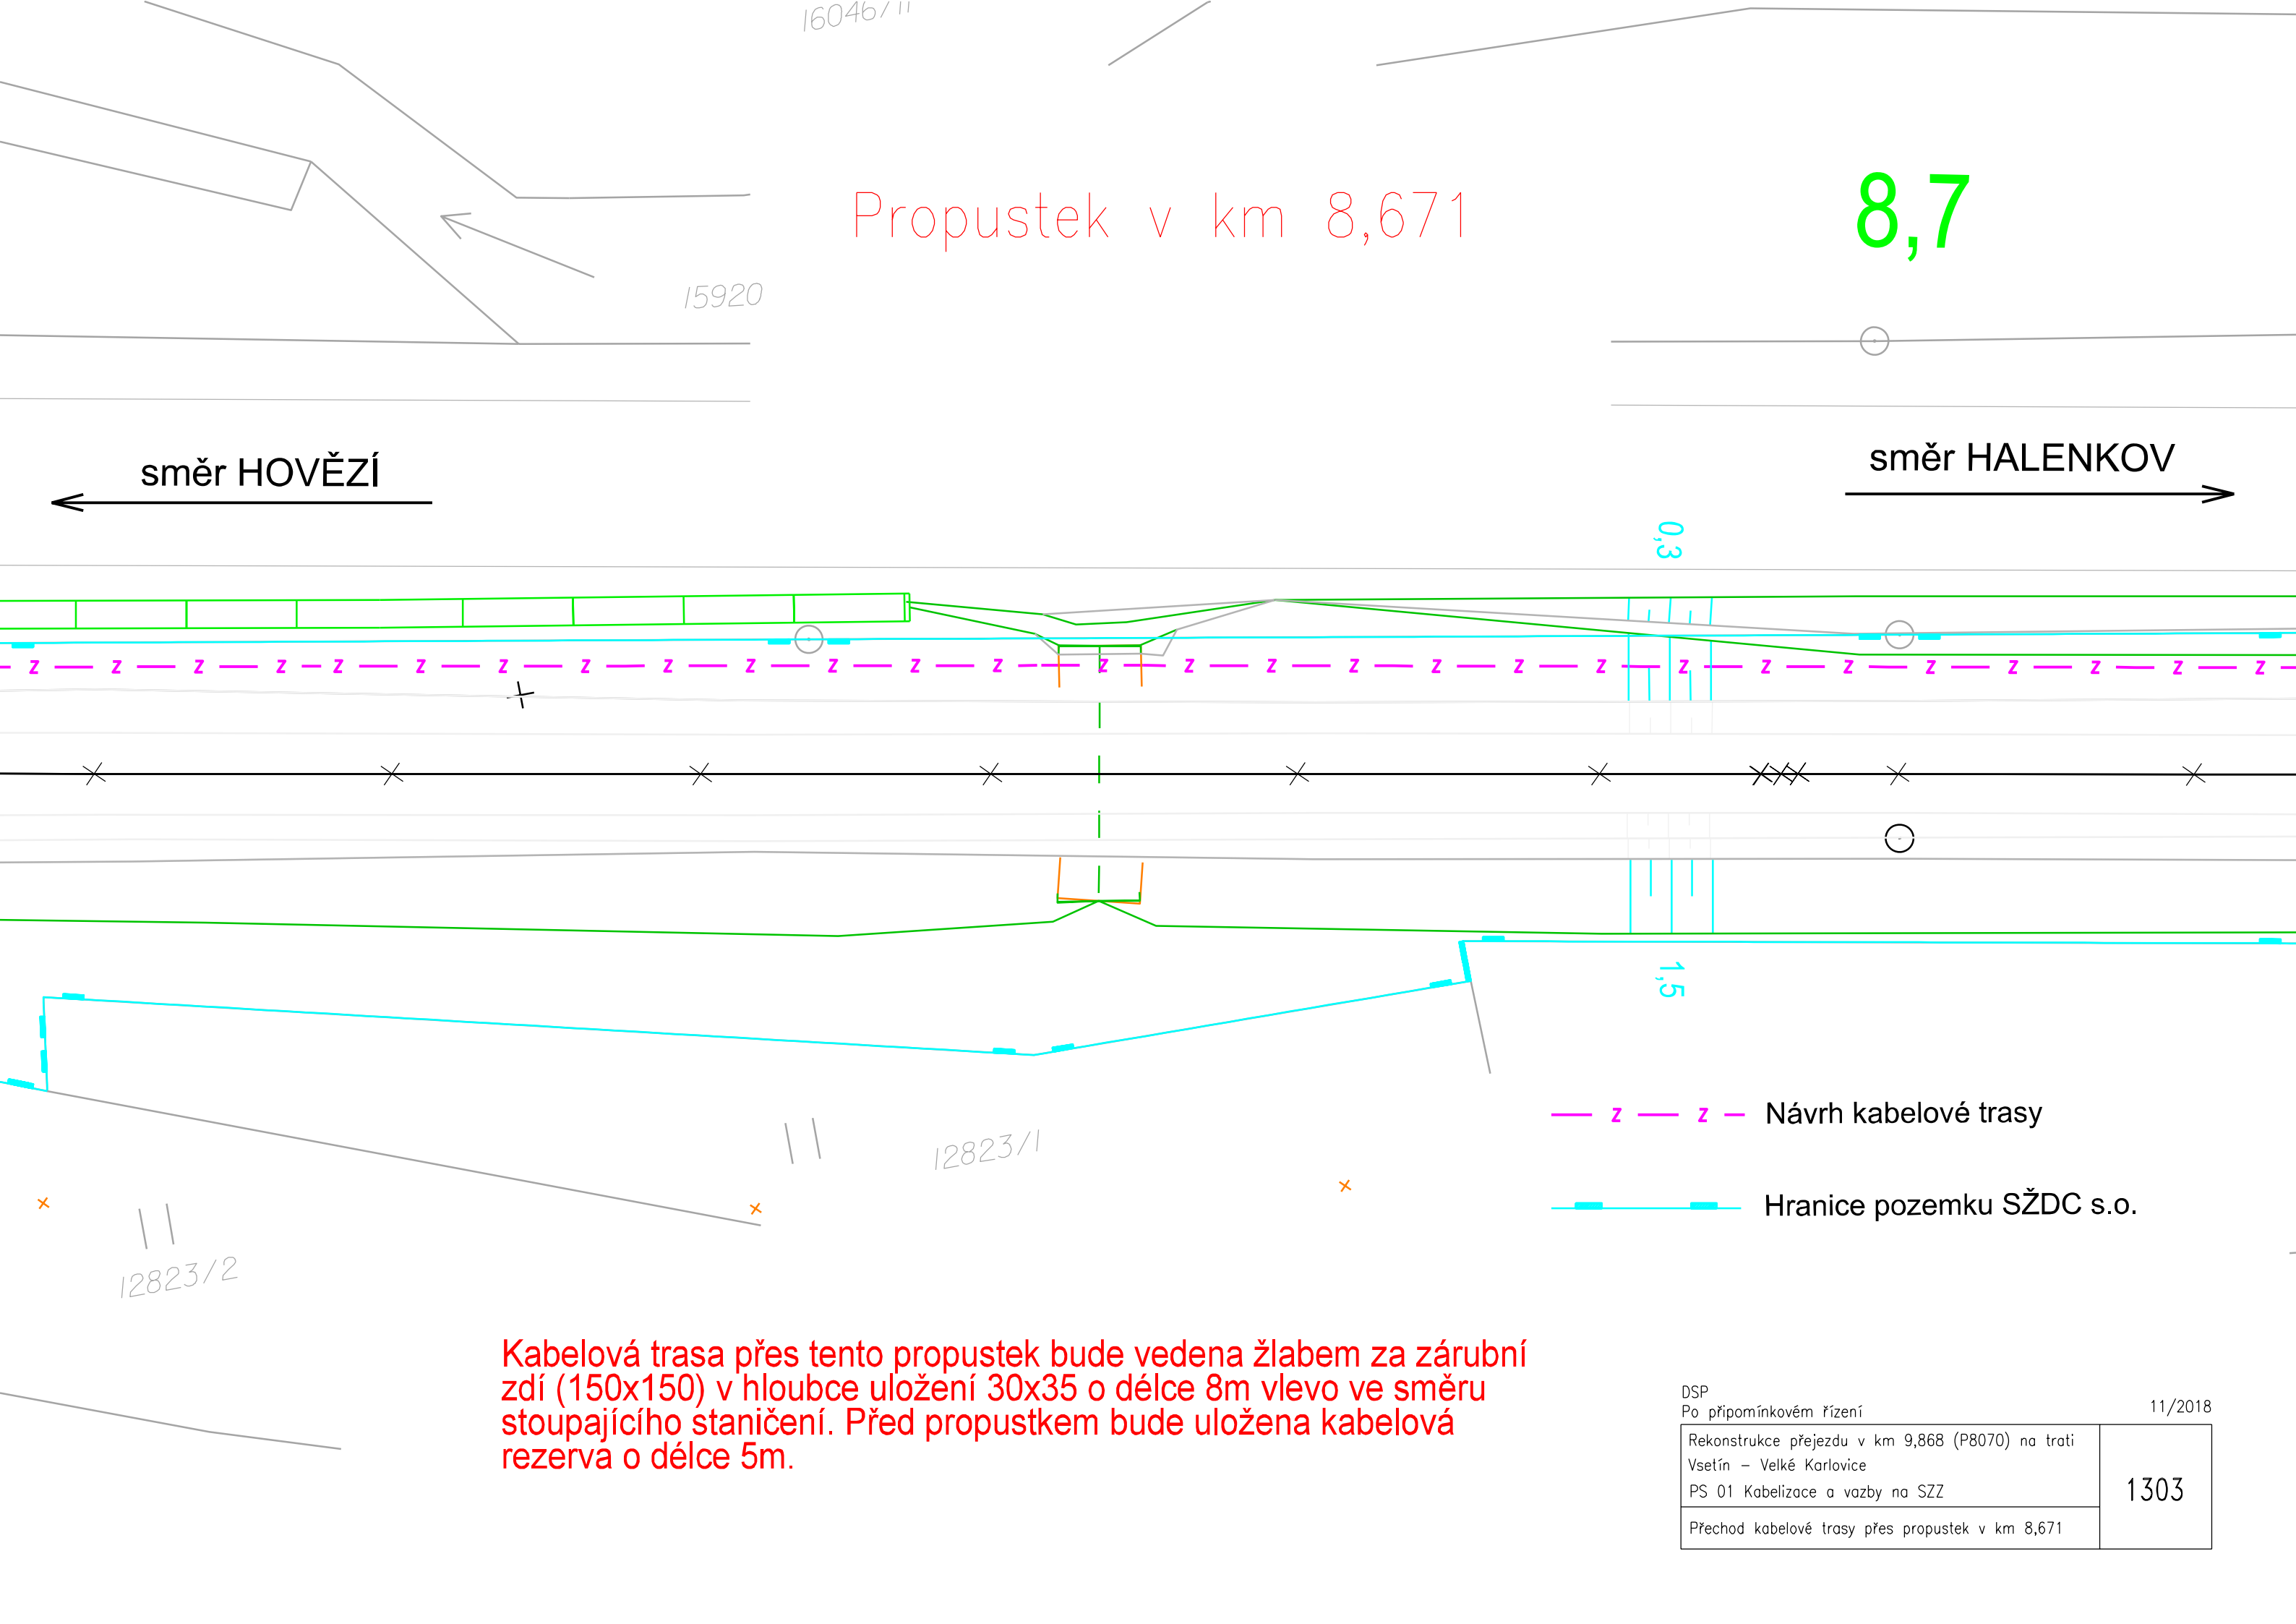 Propustek v km 8,671
8,7
15920
směr HOVĚZÍ
směr HALENKOV
0,3
z z z z z z z z z z z z z z z z z z z z z z z z z z z z
1,5
z z Návrh kabelové trasy
12823/1
Hranice pozemku SŽDC s.o.
12823/2
Kabelová trasa přes tento propustek bude vedena žlabem za zárubní
zdí (150x150) v hloubce uložení 30x35 o délce 8m vlevo ve směru
stoupajícího staničení. Před propustkem bude uložena kabelová
rezerva o délce 5m.
DSP
Po připomínkovém řízení
11/2018
Rekonstrukce přejezdu v km 9,868 (P8070) na trati
Vsetín – Velké Karlovice
PS 01 Kabelizace a vazby na SZZ
1303
Přechod kabelové trasy přes propustek v km 8,671